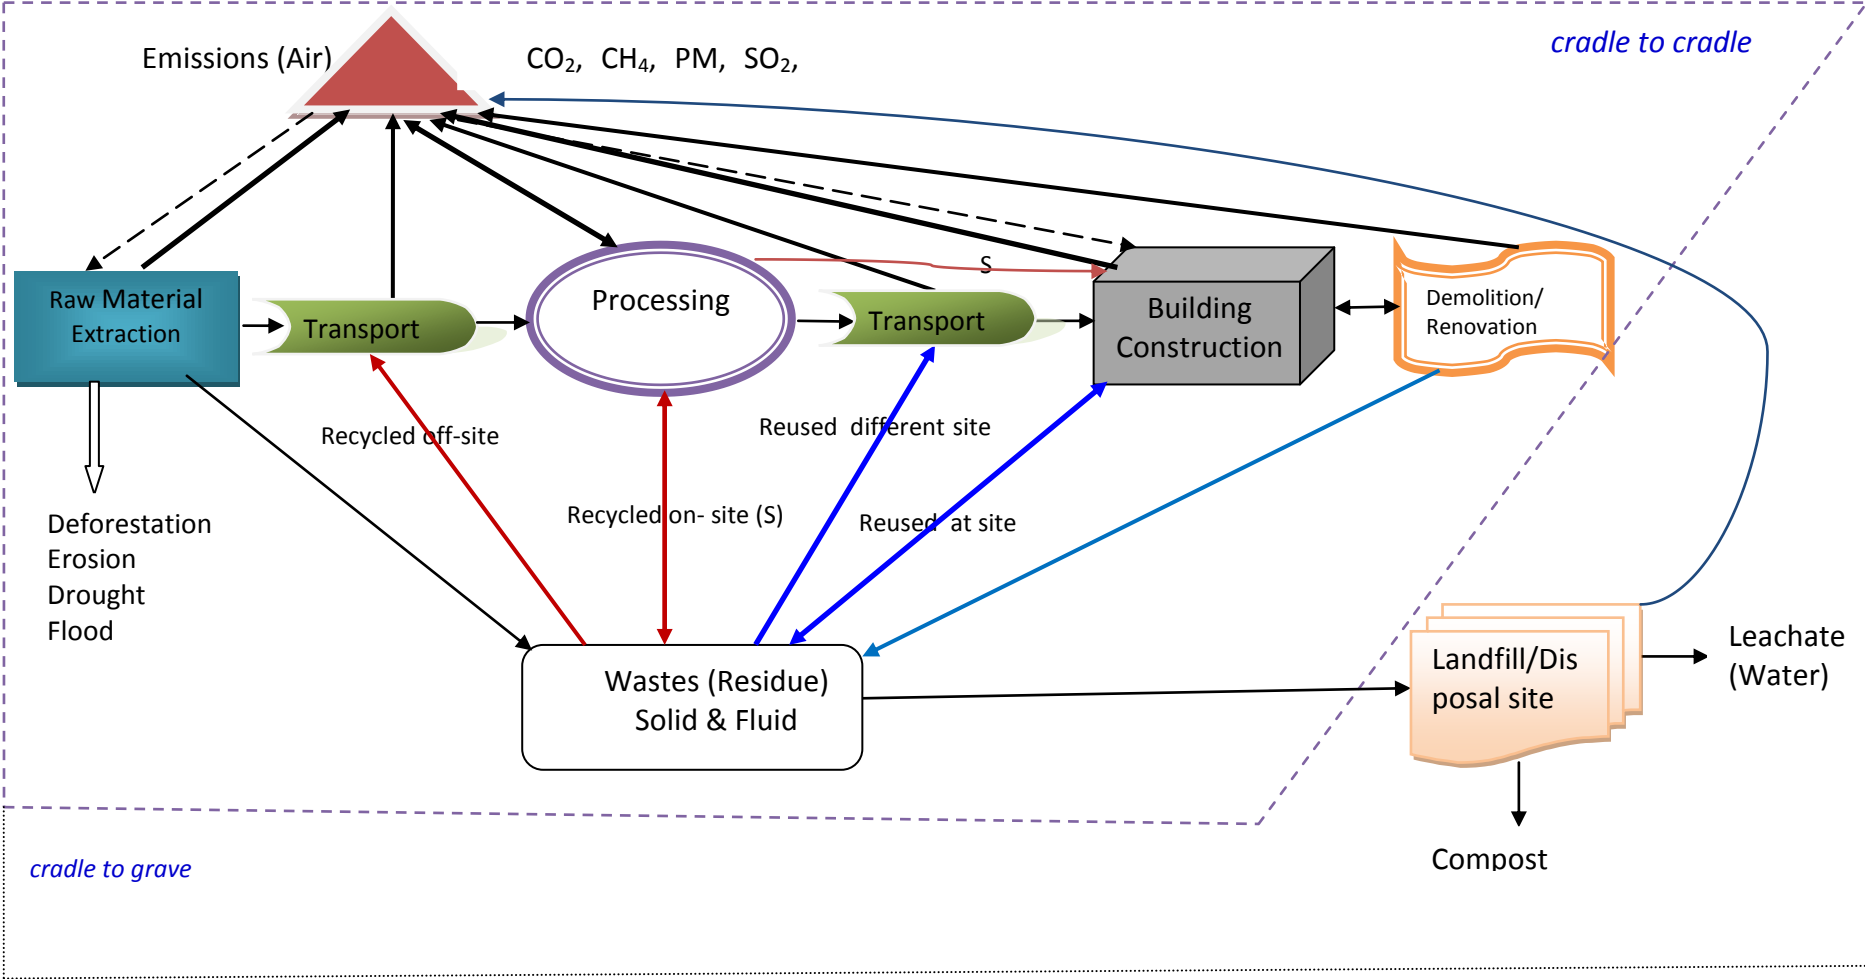 cradle to cradle
Emissions (Air)
CO₂, CH₄, PM, SO₂,
S
Raw Material
Extraction
Transport
Processing
Transport
Building
Construction
Demolition/
Renovation
Recycled off-site
Reused different site
Recycled on- site (S)
Reused at site
Deforestation
Erosion
Drought
Flood
Wastes (Residue)
Solid & Fluid
Landfill/Dis
posal site
Leachate
(Water)
Compost
cradle to grave